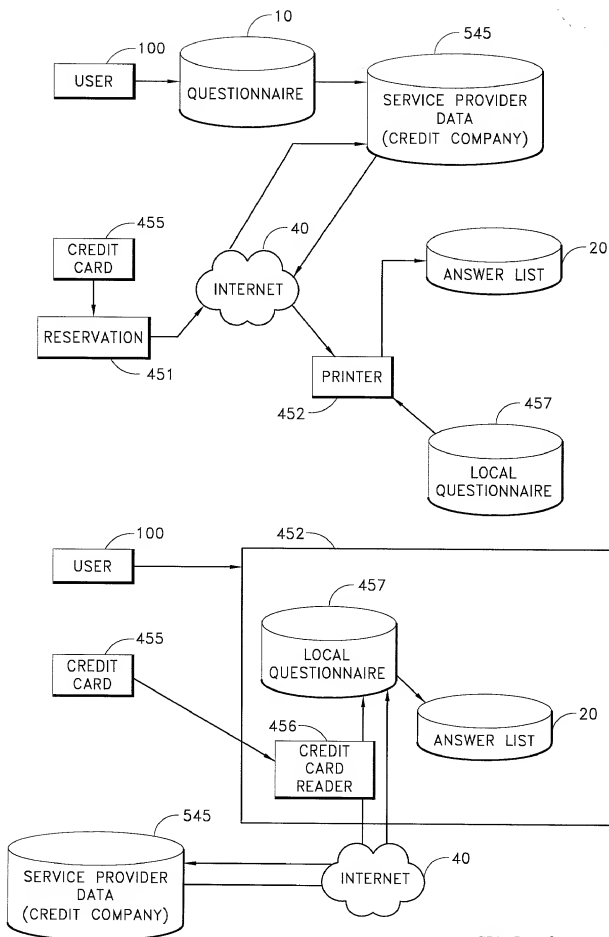 10
545
100
USER
QUESTIONNAIRE
SERVICE PROVIDER
DATA
(CREDIT COMPANY)
455
40
20
CREDIT
CARD
INTERNET
ANSWER LIST
RESERVATION
451
PRINTER
452
457
LOCAL
QUESTIONNAIRE
100
452
USER
457
455
LOCAL
QUESTIONNAIRE
CREDIT
CARD
20
456
ANSWER LIST
CREDIT
CARD
READER
545
40
INTERNET
SERVICE PROVIDER
DATA
(CREDIT COMPANY)